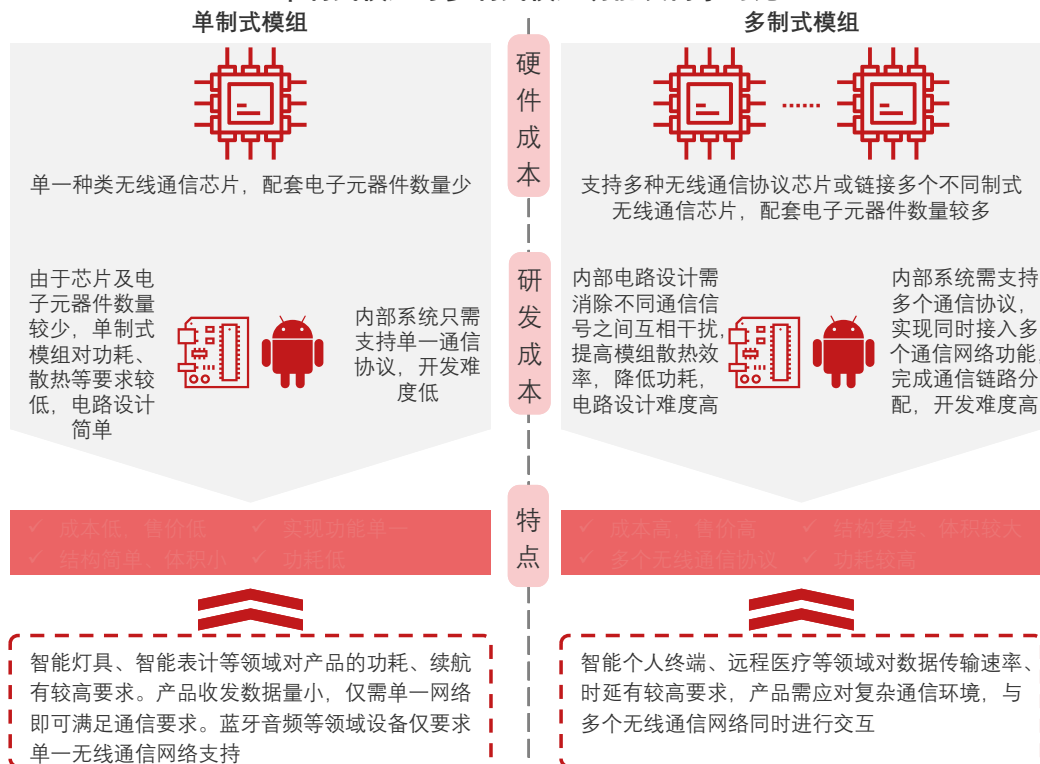 单制式模组
多制式模组
硬
件
成
本
单一种类无线通信芯片，配套电子元器件数量少
支持多种无线通信协议芯片或链接多个不同制式
无线通信芯片，配套电子元器件数量较多
研
发
成
本
由于芯片及电
子元器件数量
较少，单制式
模组对功耗、
散热等要求较
低，电路设计
简单
内部系统只需
支持单一通信
协议，开发难
度低
内部电路设计需
消除不同通信信
号之间互相干扰，
提高模组散热效
率，降低功耗，
电路设计难度高
内部系统需支持
多个通信协议，
实现同时接入多
个通信网络功能，
完成通信链路分
配，开发难度高
特
点
✓ 成本低，售价低 ✓ 实现功能单一
✓ 结构简单、体积小 ✓ 功耗低
✓ 成本高，售价高 ✓ 结构复杂、体积较大
✓ 多个无线通信协议 ✓ 功耗较高
智能灯具、智能表计等领域对产品的功耗、续航
有较高要求。产品收发数据量小，仅需单一网络
即可满足通信要求。蓝牙音频等领域设备仅要求
单一无线通信网络支持
智能个人终端、远程医疗等领域对数据传输速率、
时延有较高要求，产品需应对复杂通信环境，与
多个无线通信网络同时进行交互